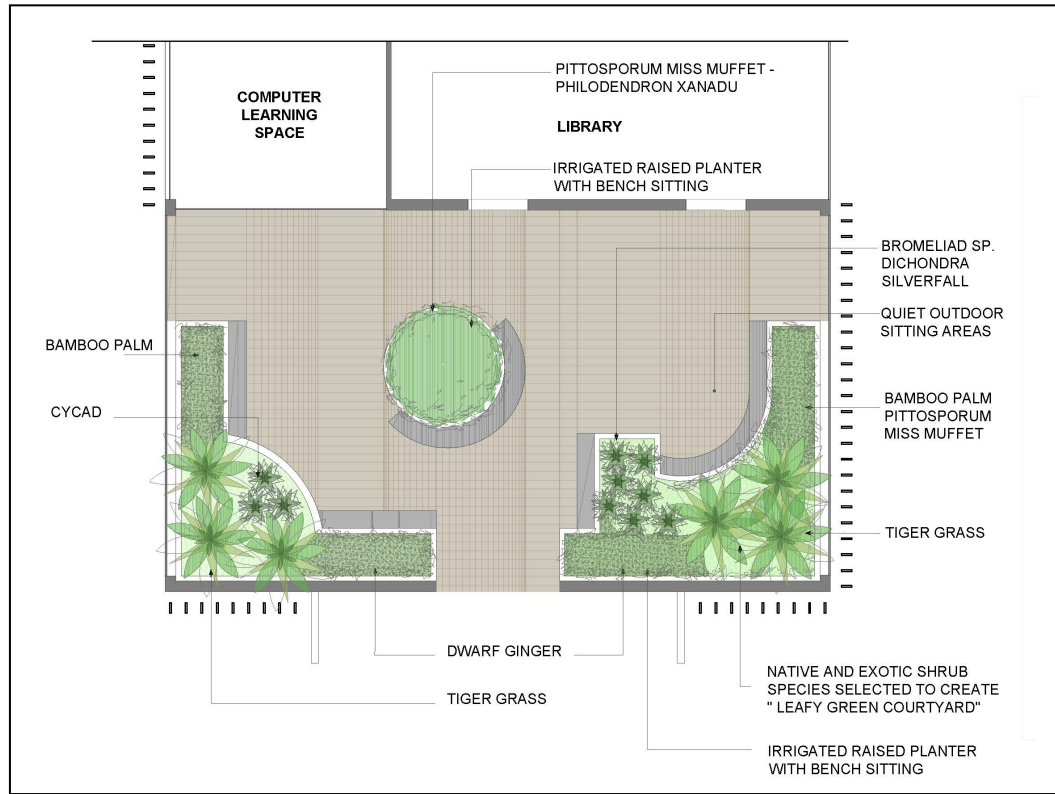 COMPUTER
LEARNING
SPACE
PITTOSPORUM MISS MUFFET -
PHILODENDRON XANADU
LIBRARY
IRRIGATED RAISED PLANTER
WITH BENCH SITTING
BROMELIAD SP.
DICHONDRA
SILVERFALL
QUIET OUTDOOR
SITTING AREAS
BAMBOO PALM
CYCAD
BAMBOO PALM
PITTOSPORUM
MISS MUFFET
TIGER GRASS
DWARF GINGER
TIGER GRASS
NATIVE AND EXOTIC SHRUB
SPECIES SELECTED TO CREATE
" LEAFY GREEN COURTYARD"
IRRIGATED RAISED PLANTER
WITH BENCH SITTING